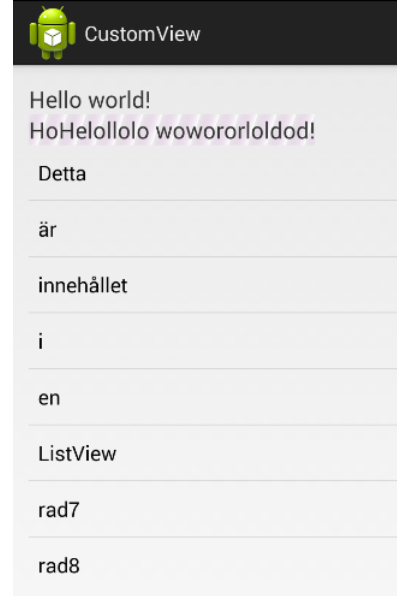 CustomView
Hello world!
HoHelollolo wowororloldod!
Detta
är
innehållet
i
en
ListView
rad7
rad8